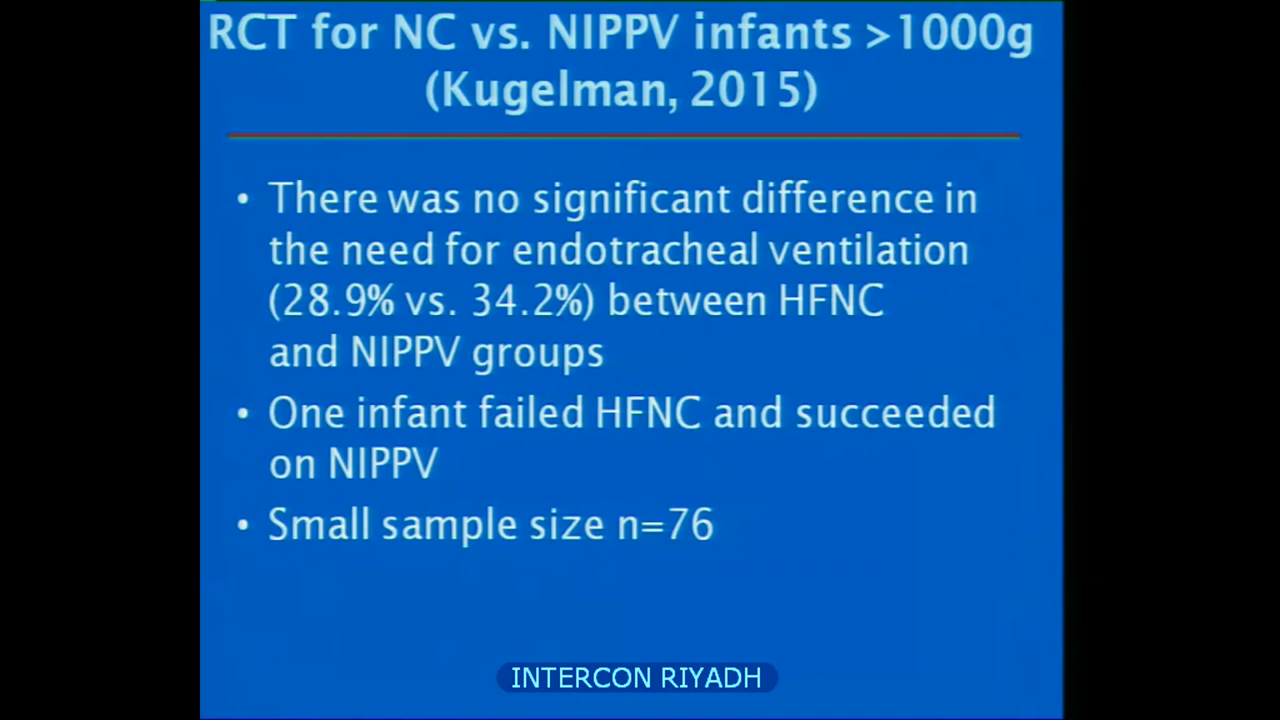 RCT for NC vs. NIPPV infants >1000g
(Kugelman, 2015)
• There was no significant difference in
the need for endotracheal ventilation
(28.9% vs. 34.2%) between HFNC
and NIPPV groups
• One infant failed HFNC and succeeded
on NIPPV
• Small sample size n=76
INTERCON RIYADH